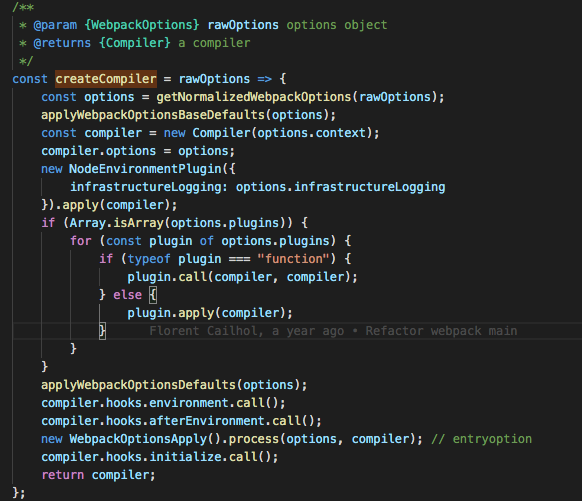 /**
 * @param {WebpackOptions} rawOptions options object
 * @returns {Compiler} a compiler
 */
const createCompiler = rawOptions => {
    const options = getNormalizedWebpackOptions(rawOptions);
    applyWebpackOptionsBaseDefaults(options);
    const compiler = new Compiler(options.context);
    compiler.options = options;
    new NodeEnvironmentPlugin({
        infrastructureLogging: options.infrastructureLogging
    }).apply(compiler);
    if (Array.isArray(options.plugins)) {
        for (const plugin of options.plugins) {
            if (typeof plugin === "function") {
                plugin.call(compiler, compiler);
            } else {
                plugin.apply(compiler);
            }      Florent Cailhol, a year ago • Refactor webpack main
        }
    }
    applyWebpackOptionsDefaults(options);
    compiler.hooks.environment.call();
    compiler.hooks.afterEnvironment.call();
    new WebpackOptionsApply().process(options, compiler); // entryoption
    compiler.hooks.initialize.call();
    return compiler;
};